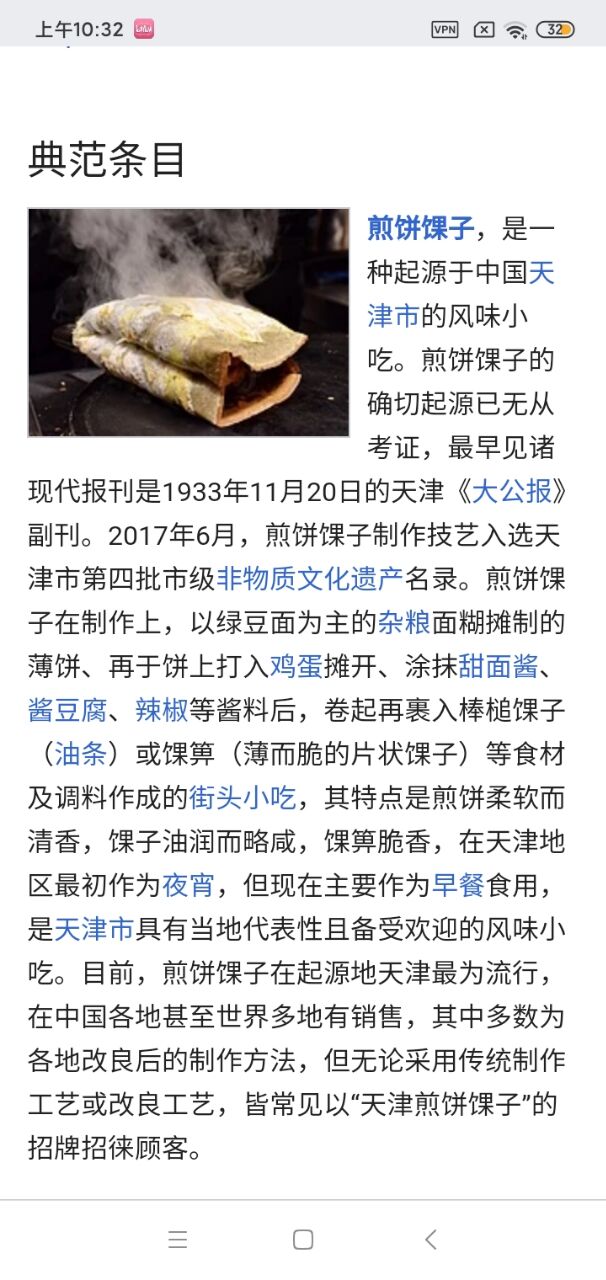 上午10:32
VPN
32
典范条目
煎饼馃子，是一
种起源于中国天
津市的风味小
吃。煎饼馃子的
确切起源已无从
考证，最早见诸
现代报刊是1933年11月20日的天津《大公报》
副刊。2017年6月，煎饼馃子制作技艺入选天
津市第四批市级非物质文化遗产名录。煎饼馃
子在制作上，以绿豆面为主的杂粮面糊摊制的
薄饼、再于饼上打入鸡蛋摊开、涂抹甜面酱、
酱豆腐、辣椒等酱料后，卷起再裹入棒槌馃子
（油条）或馃箅（薄而脆的片状馃子）等食材
及调料作成的街头小吃，其特点是煎饼柔软而
清香，馃子油润而略咸，馃箅脆香，在天津地
区最初作为夜宵，但现在主要作为早餐食用，
是天津市具有当地代表性且备受欢迎的风味小
吃。目前，煎饼馃子在起源地天津最为流行，
在中国各地甚至世界多地有销售，其中多数为
各地改良后的制作方法，但无论采用传统制作
工艺或改良工艺，皆常见以“天津煎饼馃子”的
招牌招徕顾客。